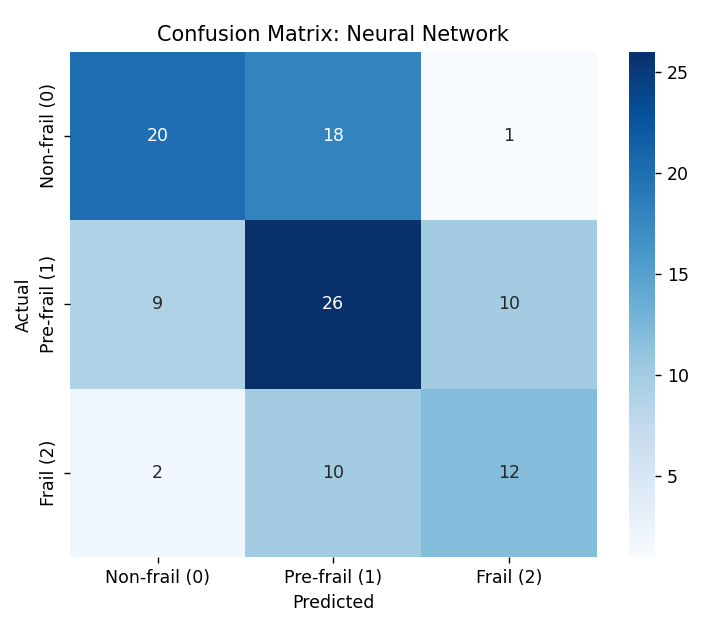 Confusion Matrix: Neural Network
Actual
Non-frail (0)
20 18 1
Pre-frail (1)
9 26 10
Frail (2)
2 10 12
Non-frail (0) Pre-frail (1) Frail (2)
Predicted
25
20
15
10
5